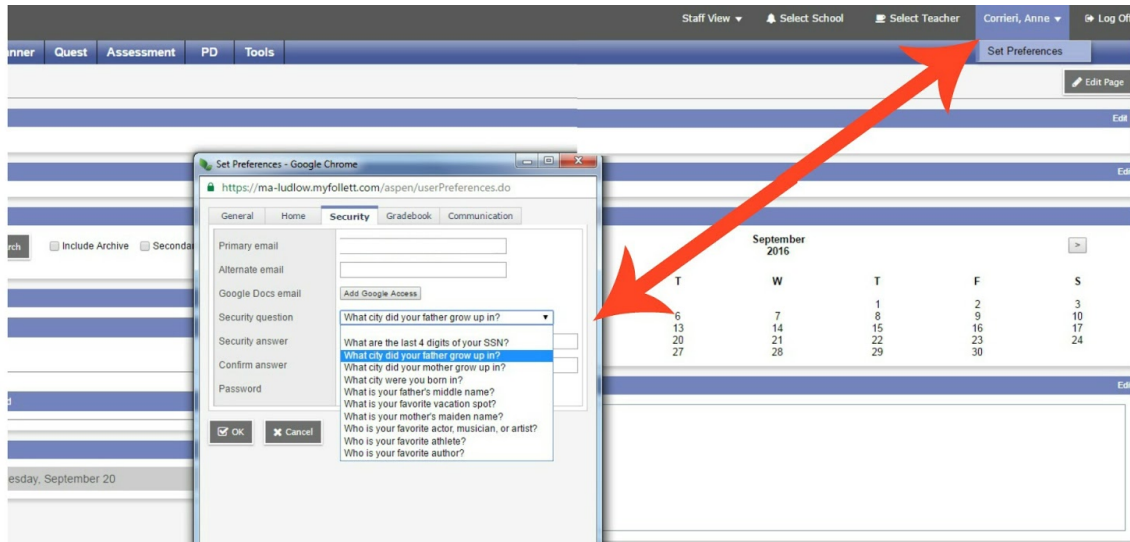 Staff View Select School Select Teacher Corrieri, Anne Log Off
Quest Assessment PD Tools
Set Preferences
Edit Page
Edit
Set Preferences - Google Chrome
https://ma-ludlow.myfollett.com/aspen/userPreferences.do
General Home Security Gradebook Communication
Include Archive
Primary email
Alternate email
Google Docs email Add Google Access
Security question What city did your father grow up in?
Security answer
Confirm answer
Password
What are the last 4 digits of your SSN?
What city did your father grow up in?
What city did your mother grow up in?
What city were you born in?
What is your father's middle name?
What is your favorite vacation spot?
What is your mother's maiden name?
Who is your favorite actor, musician, or artist?
Who is your favorite athlete?
Who is your favorite author?
OK Cancel
September
2016
>
T W T F S
1 2 3
6 7 8 9 10
13 14 15 16 17
20 21 22 23 24
27 28 29 30
September 20